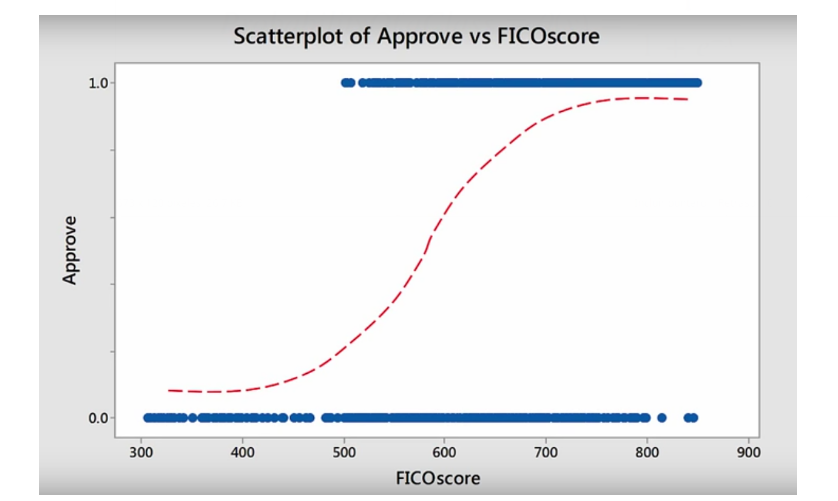 Scatterplot of Approve vs FICOscore
1.0
Approve
0.0
300 400 500 600 700 800 900
FICOscore